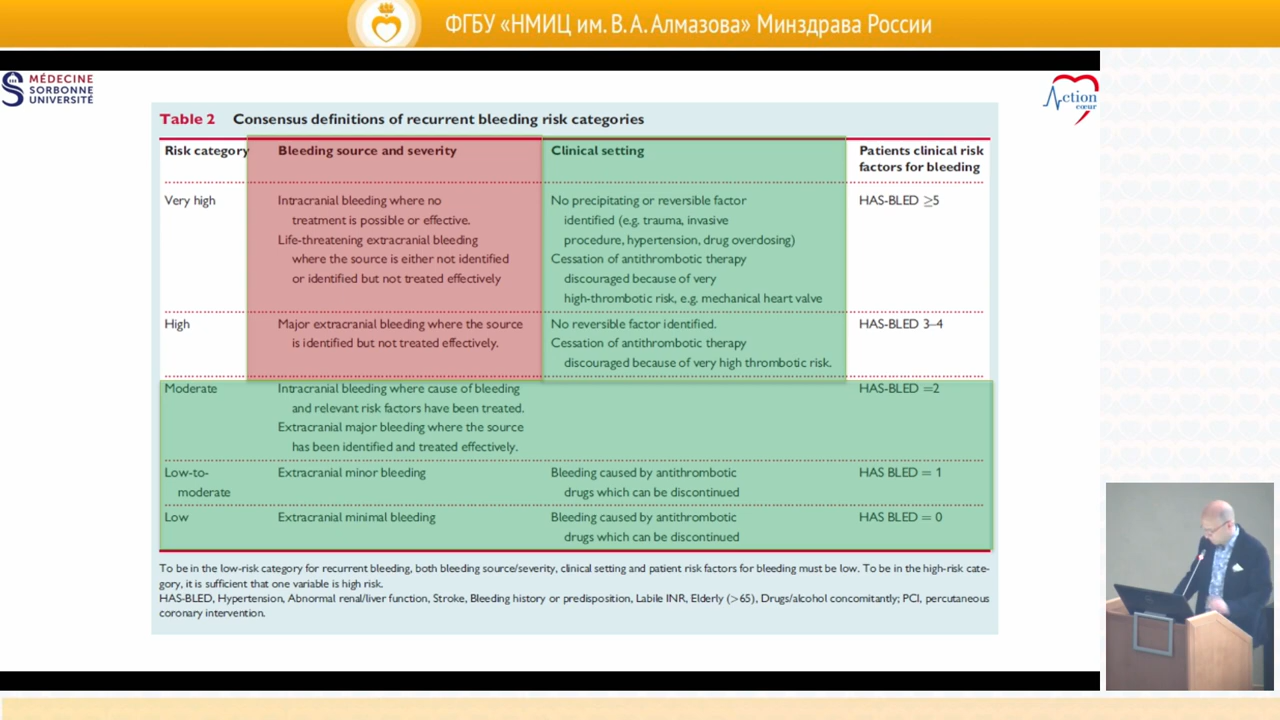 ФГБУ «НМИЦ им. В. А. Алмазова» Минздрава России
MÉDECINE
SORBONNE
UNIVERSITÉ
Action
cœur
Table 2 Consensus definitions of recurrent bleeding risk categories
Risk category Bleeding source and severity Clinical setting Patients clinical risk
factors for bleeding
Very high Intracranial bleeding where no No precipitating or reversible factor HAS-BLED ≥5
treatment is possible or effective. identified (e.g. trauma, invasive
Life-threatening extracranial bleeding procedure, hypertension, drug overdosing)
where the source is either not identified Cessation of antithrombotic therapy
or identified but not treated effectively discouraged because of very
high-thrombotic risk, e.g. mechanical heart valve
High Major extracranial bleeding where the source No reversible factor identified. HAS-BLED 3–4
is identified but not treated effectively. Cessation of antithrombotic therapy
discouraged because of very high thrombotic risk.
Moderate Intracranial bleeding where cause of bleeding HAS-BLED =2
and relevant risk factors have been treated.
Extracranial major bleeding where the source
has been identified and treated effectively.
Low-to- Extracranial minor bleeding Bleeding caused by antithrombotic HAS BLED = 1
moderate drugs which can be discontinued
Low Extracranial minimal bleeding Bleeding caused by antithrombotic HAS BLED = 0
drugs which can be discontinued
To be in the low-risk category for recurrent bleeding, both bleeding source/severity, clinical setting and patient risk factors for bleeding must be low. To be in the high-risk cate-
gory, it is sufficient that one variable is high risk.
HAS-BLED, Hypertension, Abnormal renal/liver function, Stroke, Bleeding history or predisposition, Labile INR, Elderly (>65), Drugs/alcohol concomitantly; PCI, percutaneous
coronary intervention.